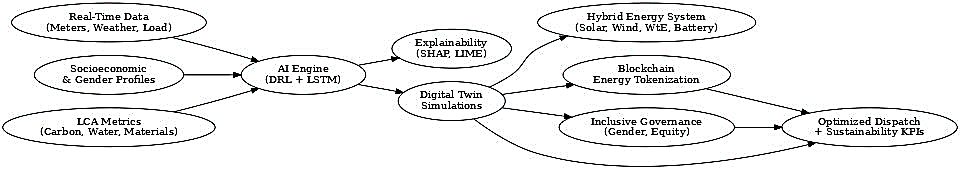 Real-Time Data
(Meters, Weather, Load)
Socioeconomic
& Gender Profiles
LCA Metrics
(Carbon, Water, Materials)
AI Engine
(DRL + LSTM)
Explainability
(SHAP, LIME)
Digital Twin
Simulations
Hybrid Energy System
(Solar, Wind, WtE, Battery)
Blockchain
Energy Tokenization
Inclusive Governance
(Gender, Equity)
Optimized Dispatch
+ Sustainability KPIs